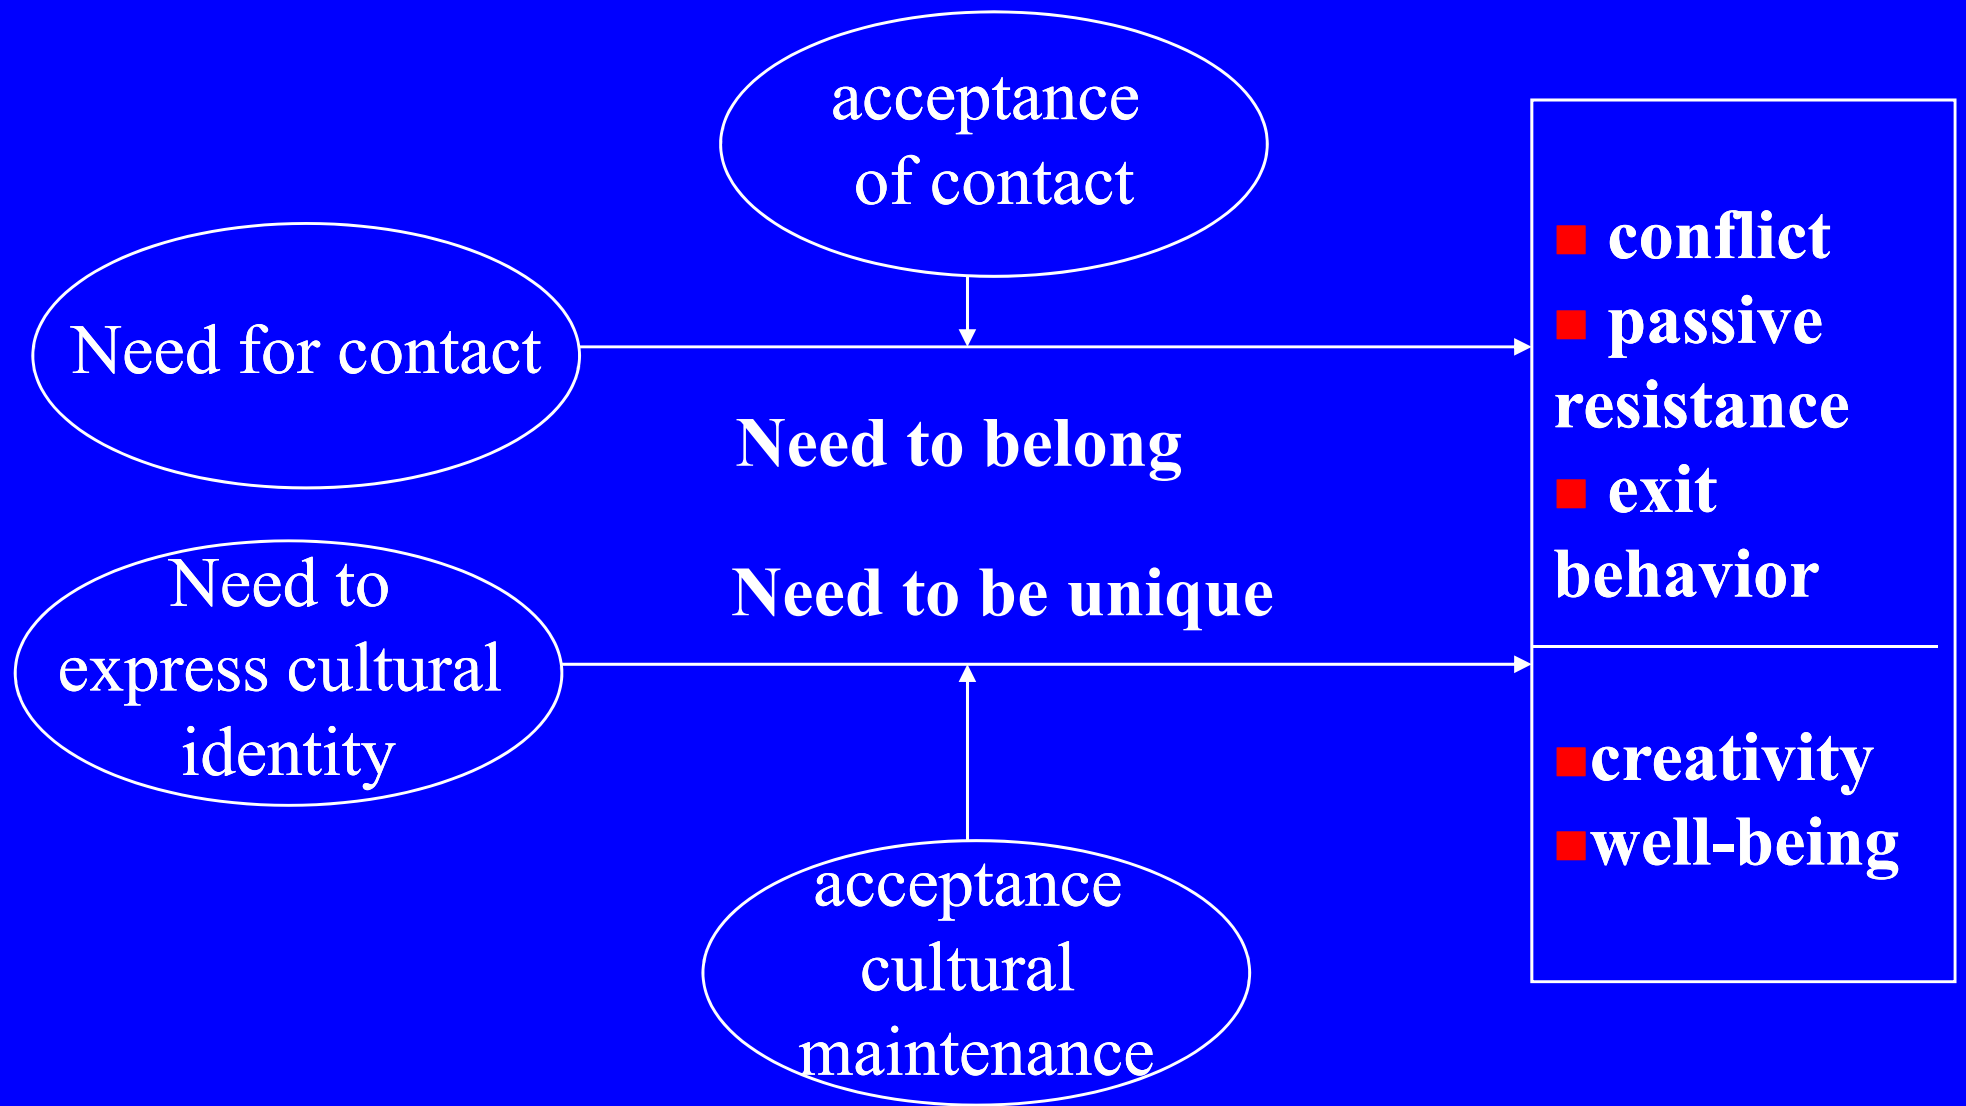 acceptance
of contact
Need for contact
Need to belong
Need to be unique
Need to
express cultural
identity
acceptance
cultural
maintenance
■ conflict
■ passive
resistance
■ exit
behavior
■creativity
■well-being